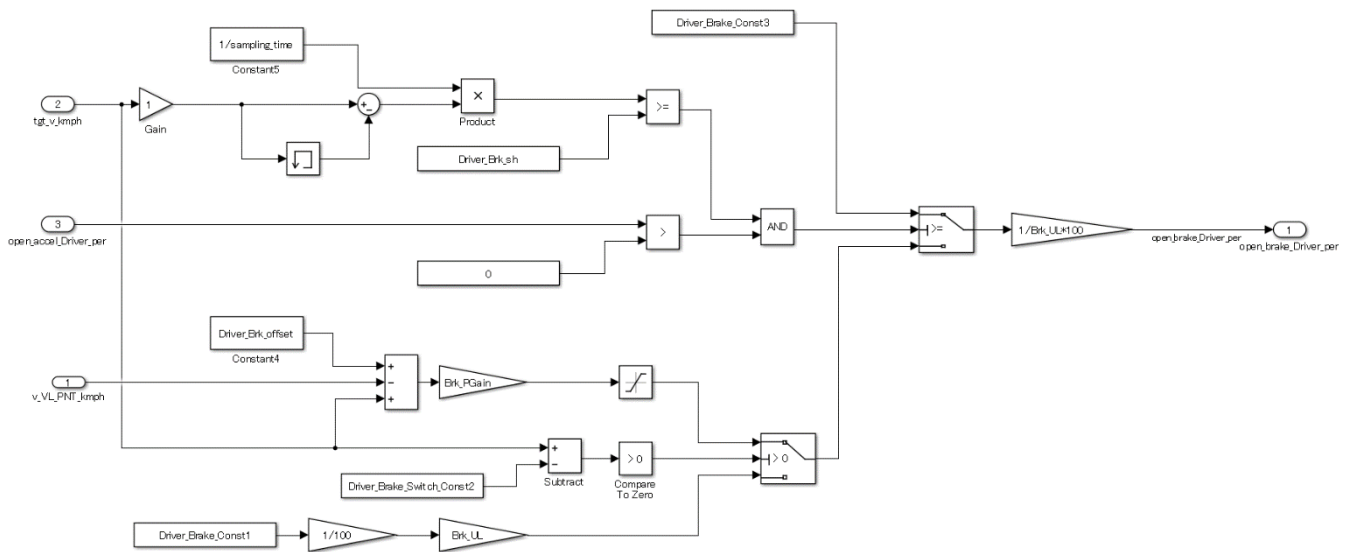 Driver_Brake_Const3
1/sampling_time
Constant5
2
tgt_v_kmph
1
Gain
+
-
×
Product
>=
Driver_Brk_sh
3
open_accel_Driver_per
>
AND
0
>=
1/Brk_UL*100
open_brake_Driver_per
1
open_brake_Driver_per
Driver_Brk_offset
Constant4
1
v_VL_PNT_kmph
+
-
+
Brk_PGain
+
-
Subtract
> 0
Compare
To Zero
> 0
Driver_Brake_Switch_Const2
Driver_Brake_Const1
1/100
Brk_UL